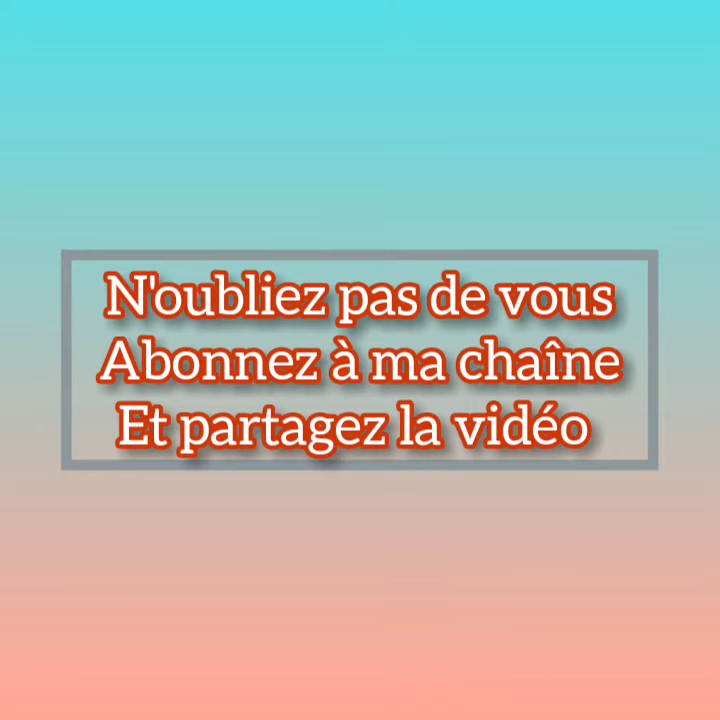 N'oubliez pas de vous
Abonnez à ma chaîne
Et partagez la vidéo